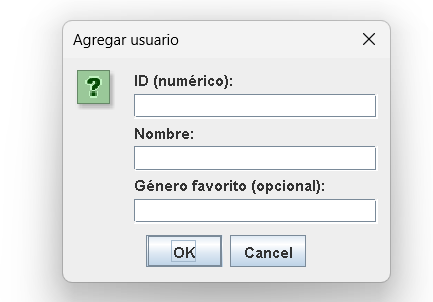 Agregar usuario
ID (numérico):
Nombre:
Género favorito (opcional):
OK
Cancel